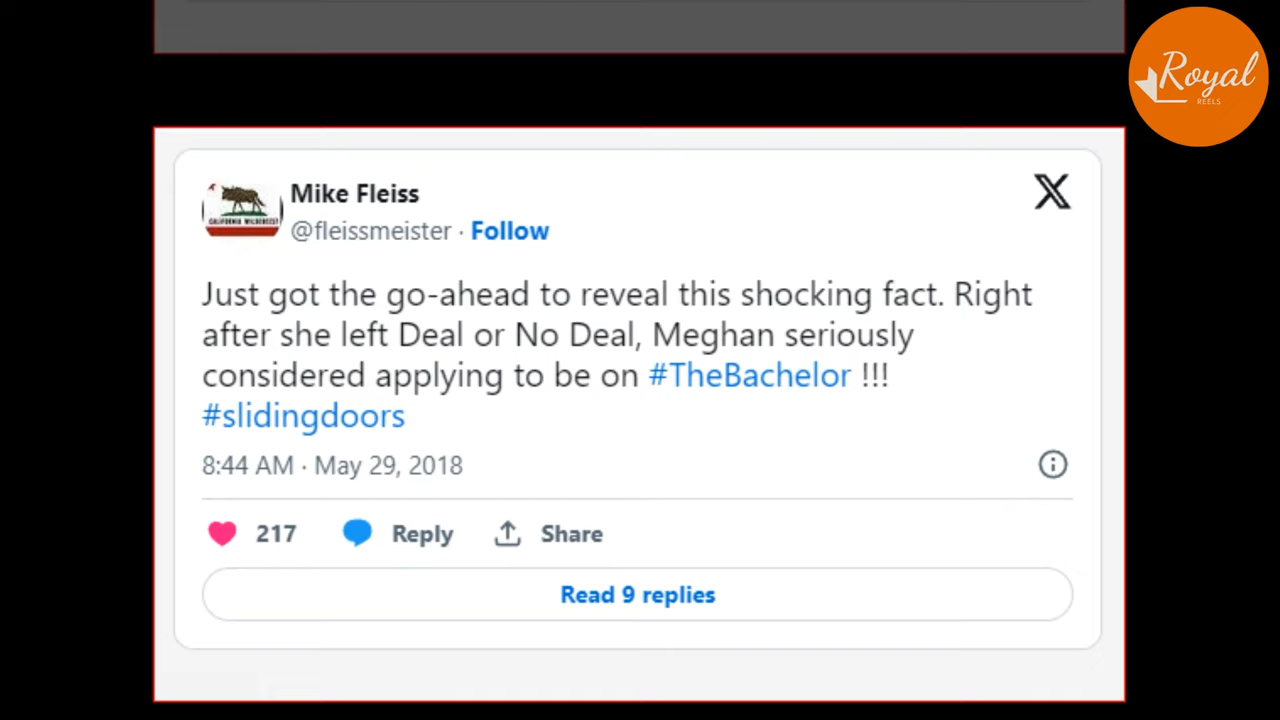 Royal
REELS
Mike Fleiss
@fleissmeister · Follow
Just got the go-ahead to reveal this shocking fact. Right
after she left Deal or No Deal, Meghan seriously
considered applying to be on #TheBachelor !!!
#slidingdoors
8:44 AM · May 29, 2018
217 Reply Share
Read 9 replies